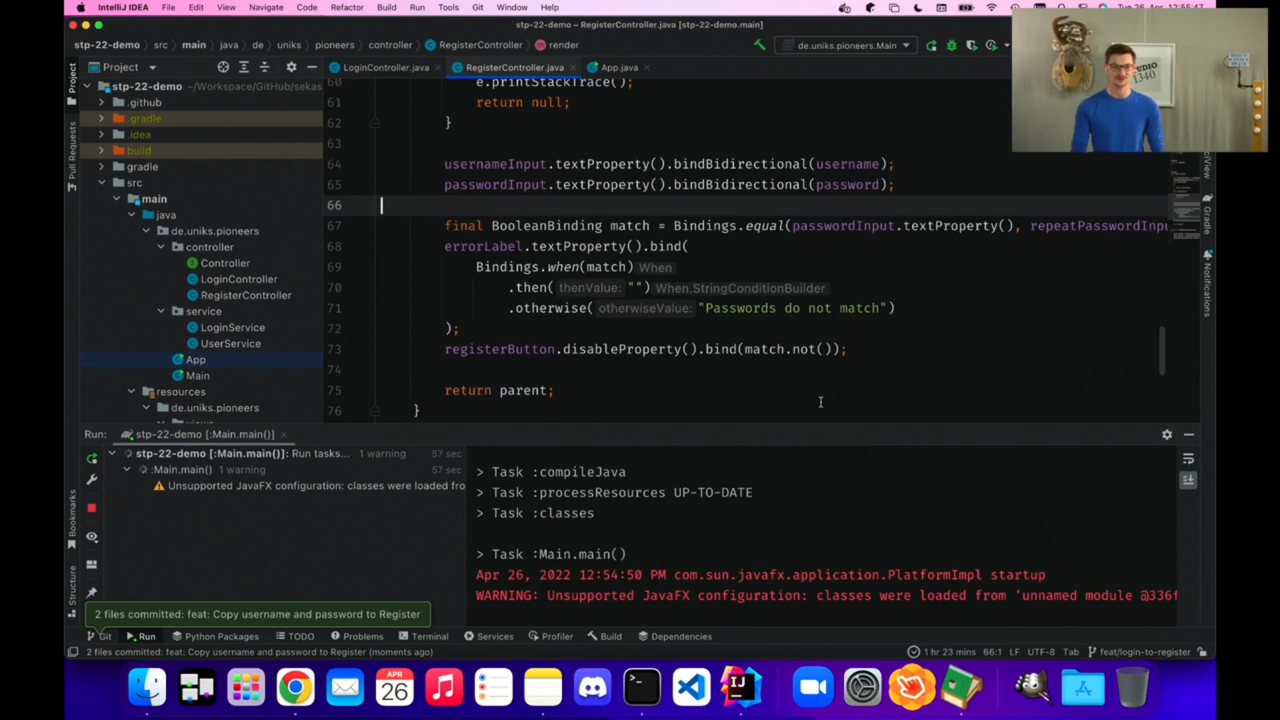 IntelliJ IDEA File Edit View Navigate Code Refactor Build Run Tools Git Window Help
stp-22-demo – RegisterController.java [stp-22-demo.main]
stp-22-demo src main java de uniks pioneers controller RegisterController render
de.uniks.pioneers.Main
Project
LoginController.java RegisterController.java App.java
stp-22-demo ~/Workspace/GitHub/sekas
.github
.gradle
.idea
build
gradle
src
main
java
de.uniks.pioneers
controller
Controller
LoginController
RegisterController
service
LoginService
UserService
App
Main
resources
de.uniks.pioneers
60 e.printStackTrace();
61 return null;
62 }
63
64 usernameInput.textProperty().bindBidirectional(username);
65 passwordInput.textProperty().bindBidirectional(password);
66
67 final BooleanBinding match = Bindings.equal(passwordInput.textProperty(), repeatPasswordInpu
68 errorLabel.textProperty().bind(
69 Bindings.when(match) When
70 .then( thenValue: "") When.StringConditionBuilder
71 .otherwise( otherwiseValue: "Passwords do not match")
72 );
73 registerButton.disableProperty().bind(match.not());
74
75 return parent;
76 }
Project
Pull Requests
Bookmarks
Structure
Gradle
Notifications
STUDIO
1340
Run: stp-22-demo [:Main.main()]
stp-22-demo [:Main.main()]: Run tasks... 1 warning 57 sec
:Main.main() 1 warning 57 sec
Unsupported JavaFX configuration: classes were loaded fro
> Task :compileJava
> Task :processResources UP-TO-DATE
> Task :classes
> Task :Main.main()
Apr 26, 2022 12:54:50 PM com.sun.javafx.application.PlatformImpl startup
WARNING: Unsupported JavaFX configuration: classes were loaded from 'unnamed module @336f
2 files committed: feat: Copy username and password to Register
Git Run Python Packages TODO Problems Terminal Services Profiler Build Dependencies
2 files committed: feat: Copy username and password to Register (moments ago)
1 hr 23 mins 66:1 LF UTF-8 Tab feat/login-to-register
APR
26